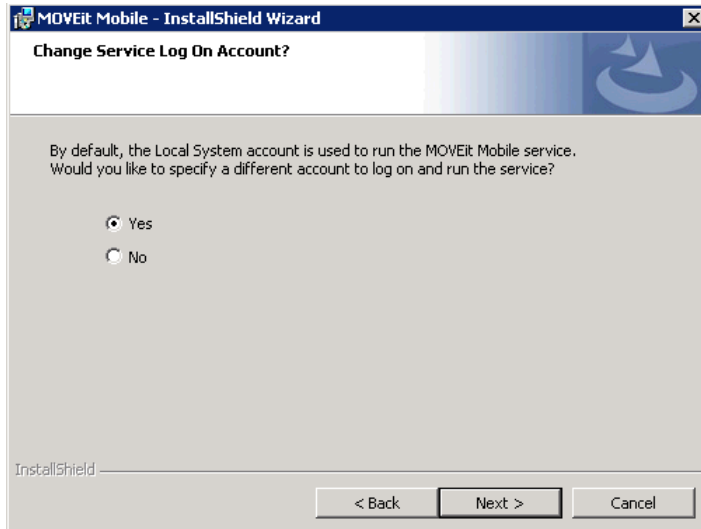 MOVEit Mobile - InstallShield Wizard
Change Service Log On Account?
By default, the Local System account is used to run the MOVEit Mobile service.
Would you like to specify a different account to log on and run the service?
Yes
No
InstallShield
< Back
Next >
Cancel